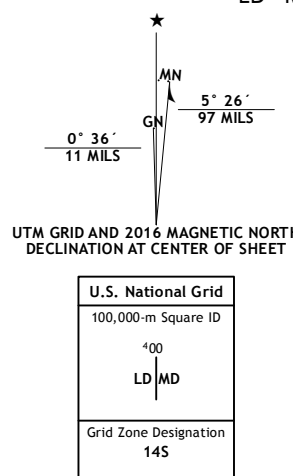 MN
GN
5° 26´
97 MILS
0° 36´
11 MILS
UTM GRID AND 2016 MAGNETIC NORTH
DECLINATION AT CENTER OF SHEET
U.S. National Grid
100,000-m Square ID
⁴00
LD MD
Grid Zone Designation
14S